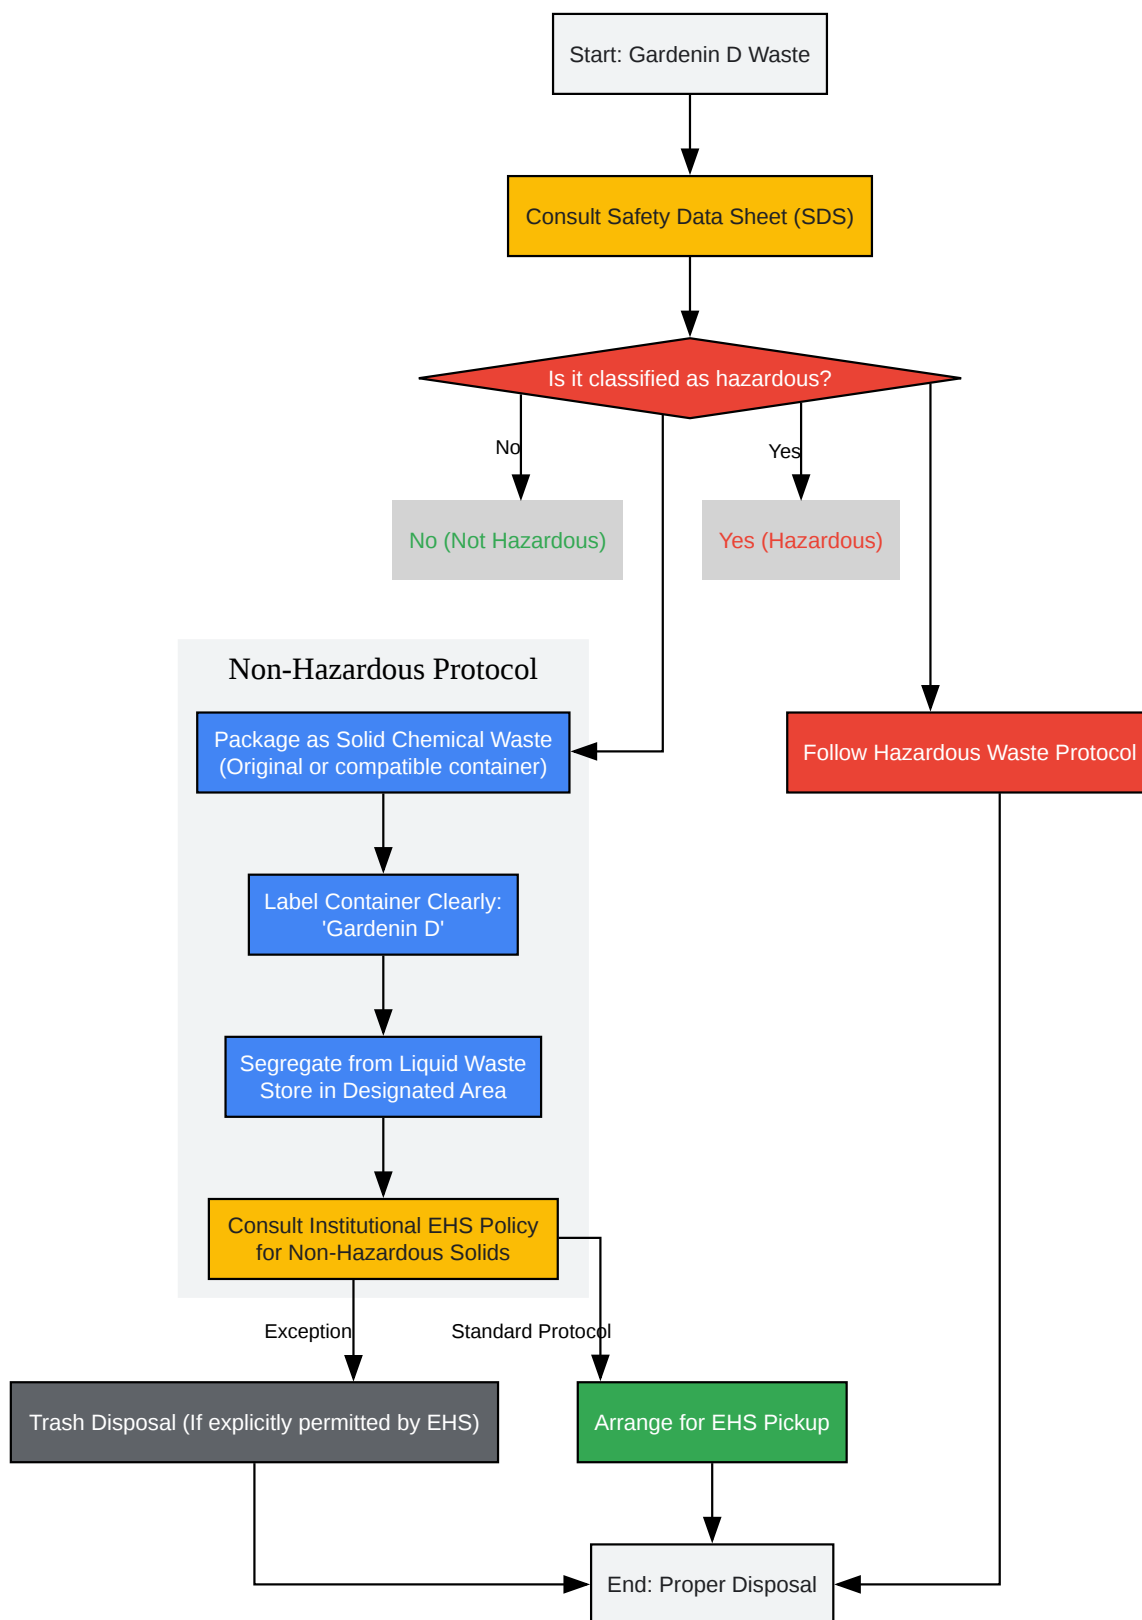 Start: Gardenin D Waste
Consult Safety Data Sheet (SDS)
Is it classified as hazardous?
No
Yes
No (Not Hazardous)
Yes (Hazardous)
Non-Hazardous Protocol
Package as Solid Chemical Waste
(Original or compatible container)
Follow Hazardous Waste Protocol
Label Container Clearly:
'Gardenin D'
Segregate from Liquid Waste
Store in Designated Area
Consult Institutional EHS Policy
for Non-Hazardous Solids
Exception
Standard Protocol
Trash Disposal (If explicitly permitted by EHS)
Arrange for EHS Pickup
End: Proper Disposal